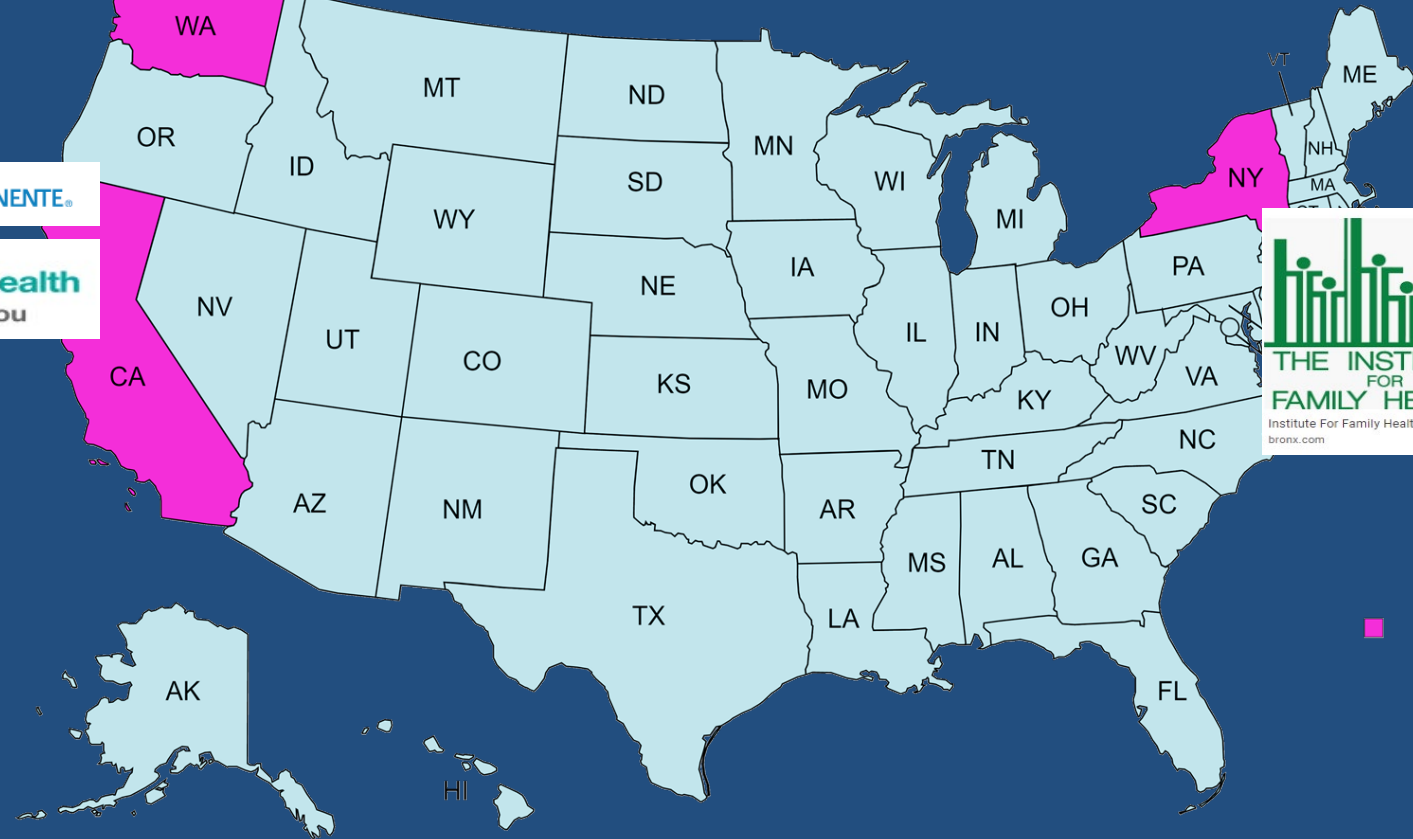 WA
VT
ME
MT
ND
OR
MN
NH
ID
SD
WI
NY
MA
NENTE®
WY
MI
PA
IA
ealth
NE
NV
OH
ou
UT
IL
IN
CO
WV
THE INST
CA
VA
FOR
KS
MO
KY
FAMILY HE
Institute For Family Healt
NC
bronx.com
TN
OK
AZ
NM
AR
SC
MS
AL
GA
TX
LA
AK
FL
HI